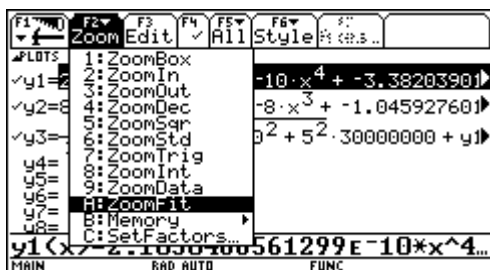 F1▼ F2▼ F3 F4 F5▼ F6▼
Zoom Edit ✓ All Style
▲PLOTS
1:ZoomBox
2:ZoomIn
3:ZoomOut
4:ZoomDec
5:ZoomSqr
6:ZoomStd
7:ZoomTrig
8:ZoomInt
9:ZoomData
A:ZoomFit
B:Memory ▶
C:SetFactors…
✓y1= -10·x^4 + -3.38203901▶
✓y2=8 -8·x^3 + -1.045927601▶
✓y3= 0^2 + 5^2·30000000 + y1▶
y4=
y5=
y6=
y7=
y8=
561299ᴇ-10*x^4…
MAIN RAD AUTO FUNC